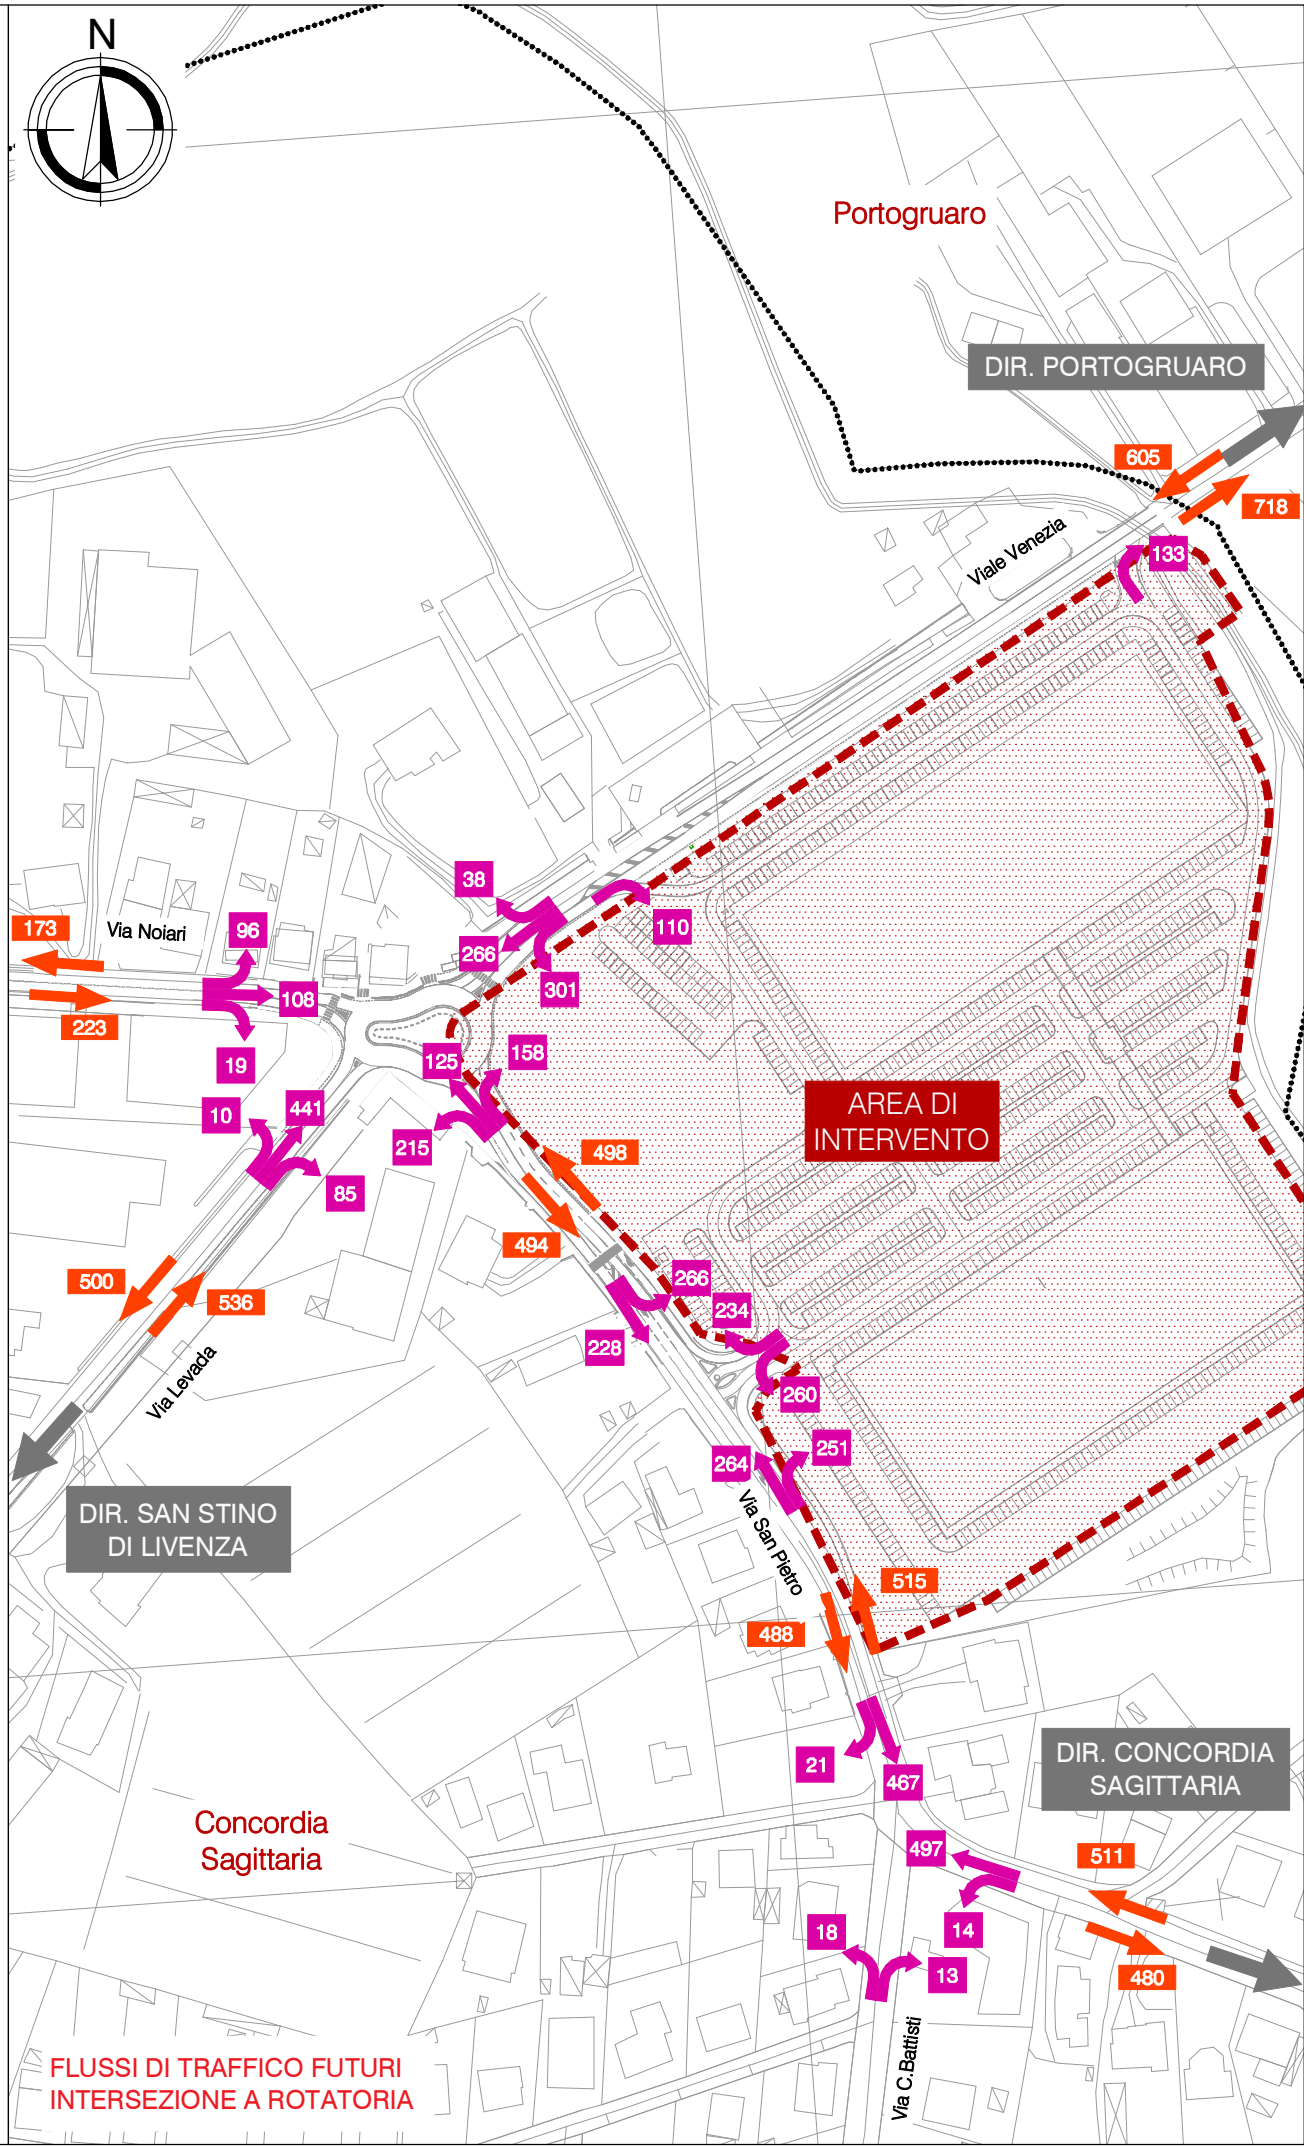 N
Portogruaro
DIR. PORTOGRUARO
605
718
Viale Venezia
133
38
173
Via Noiari
96
266
110
108
301
223
19
125
158
10
441
AREA DI
INTERVENTO
215
498
85
494
500
266
536
234
228
Via Levada
260
251
264
DIR. SAN STINO
DI LIVENZA
Via San Pietro
515
488
21
467
DIR. CONCORDIA
SAGITTARIA
Concordia
Sagittaria
497
511
18
14
13
480
Via C.Battisti
FLUSSI DI TRAFFICO FUTURI
INTERSEZIONE A ROTATORIA